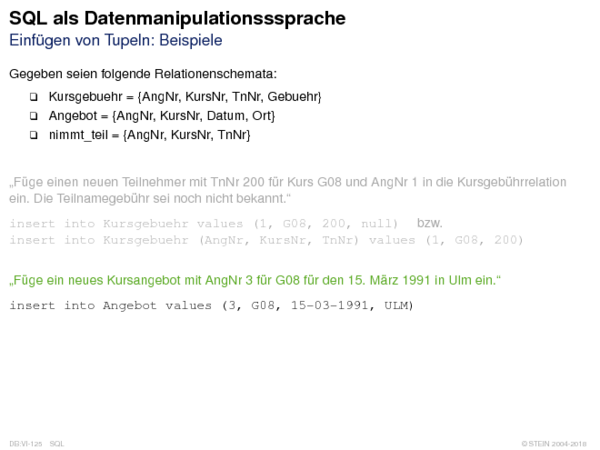 SQL als Datenmanipulationsssprache
Einfügen von Tupeln: Beispiele
Gegeben seien folgende Relationenschemata:
❑ Kursgebuehr = {AngNr, KursNr, TnNr, Gebuehr}
❑ Angebot = {AngNr, KursNr, Datum, Ort}
❑ nimmt_teil = {AngNr, KursNr, TnNr}
„Füge einen neuen Teilnehmer mit TnNr 200 für Kurs G08 und AngNr 1 in die Kursgebührrelation
ein. Die Teilnamegebühr sei noch nicht bekannt.“
insert into Kursgebuehr values (1, G08, 200, null) bzw.
insert into Kursgebuehr (AngNr, KursNr, TnNr) values (1, G08, 200)
„Füge ein neues Kursangebot mit AngNr 3 für G08 für den 15. März 1991 in Ulm ein.“
insert into Angebot values (3, G08, 15-03-1991, ULM)
DB:VI-125 SQL © STEIN 2004-2018